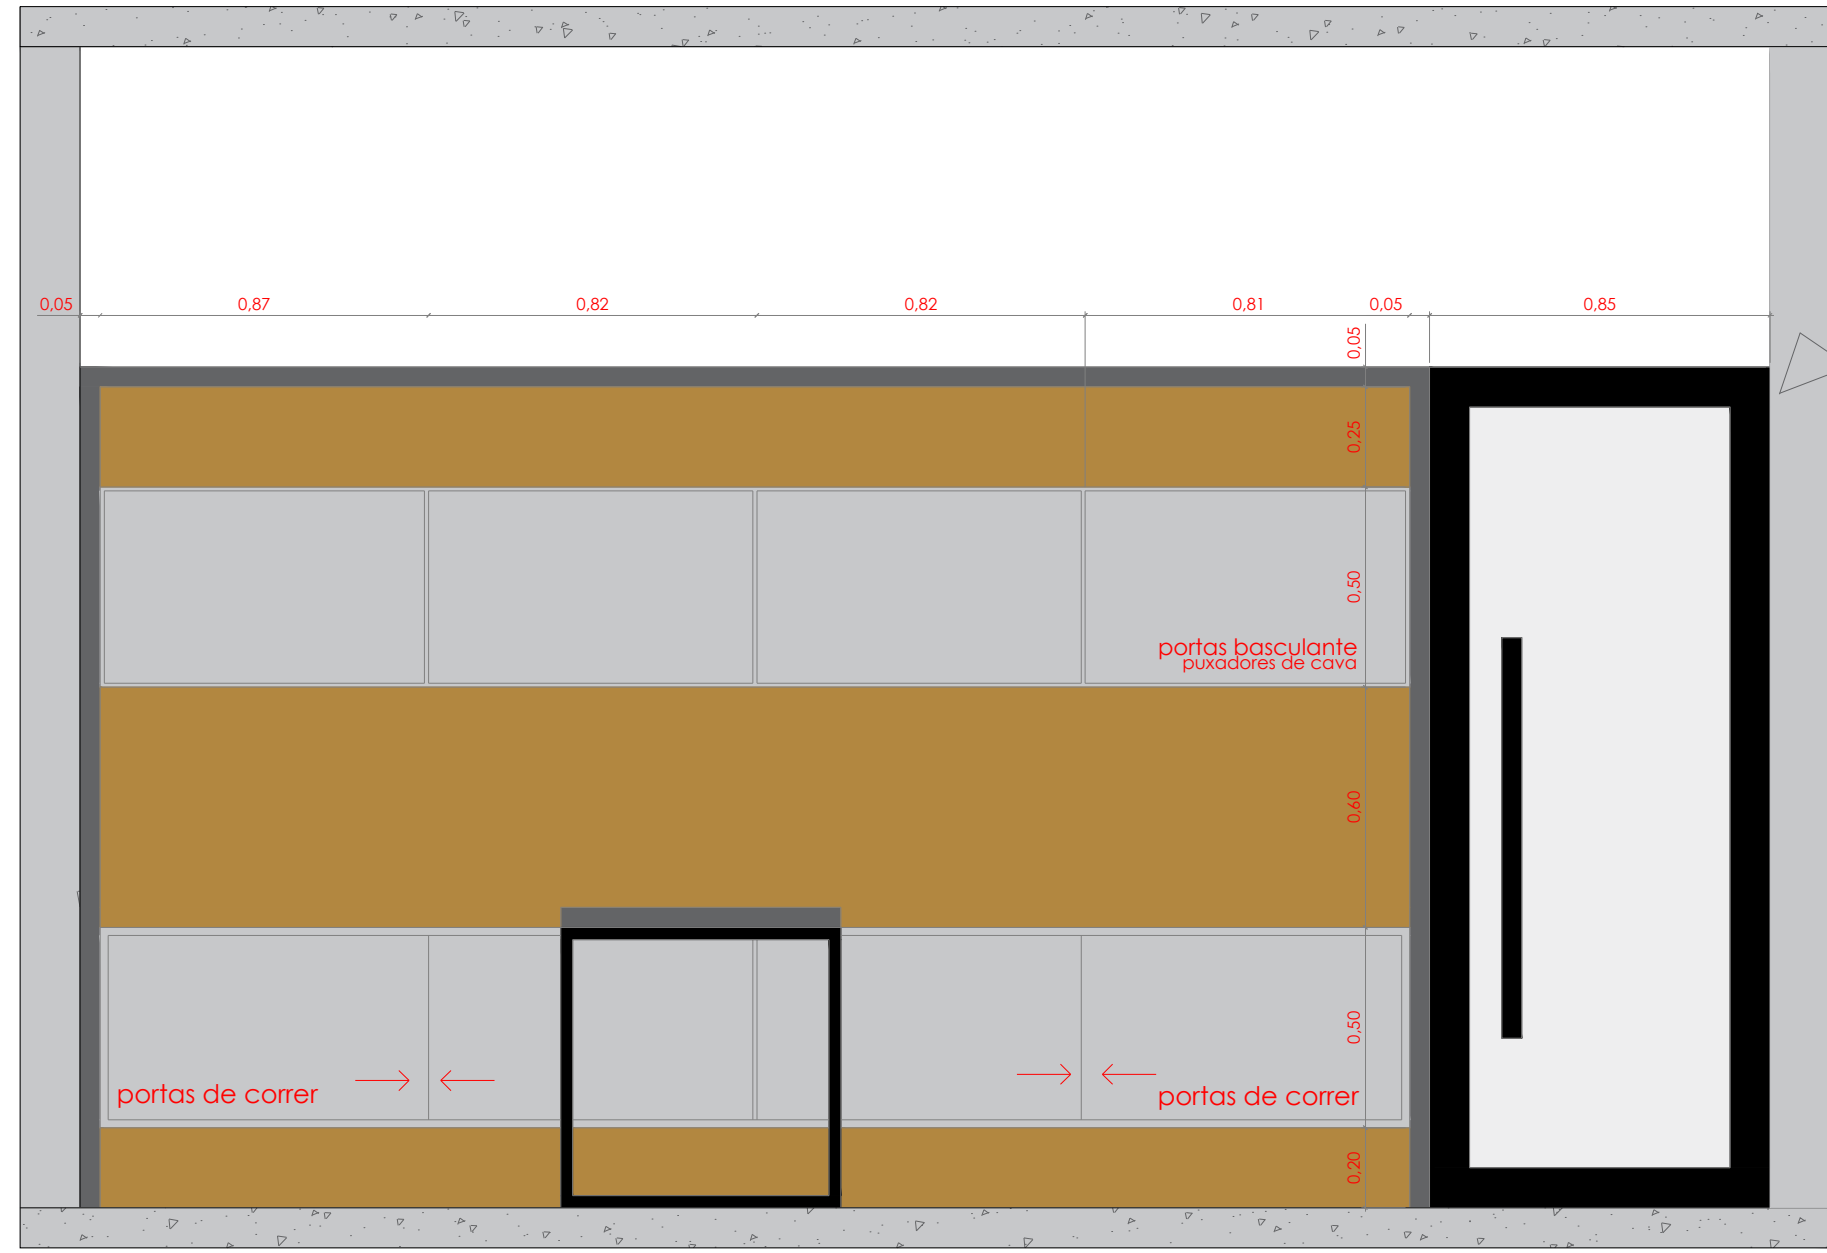 0,05 0,87 0,82 0,82 0,81 0,05 0,85
0,05
0,25
0,50
portas basculante
puxadores de cava
0,60
0,50
portas de correr
portas de correr
0,20